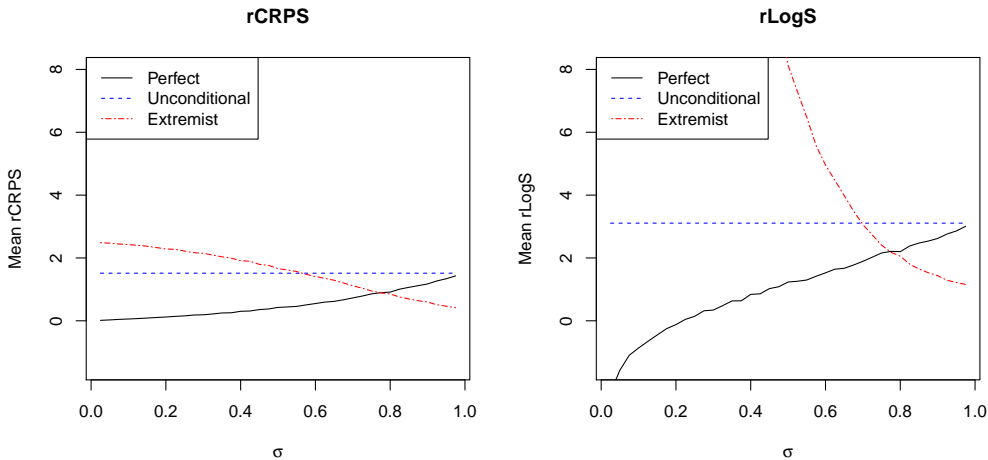 rCRPS
Mean rCRPS
8
6
4
2
0
Perfect
Unconditional
Extremist
0.0 0.2 0.4 0.6 0.8 1.0
σ
rLogS
Mean rLogS
8
6
4
2
0
Perfect
Unconditional
Extremist
0.0 0.2 0.4 0.6 0.8 1.0
σ